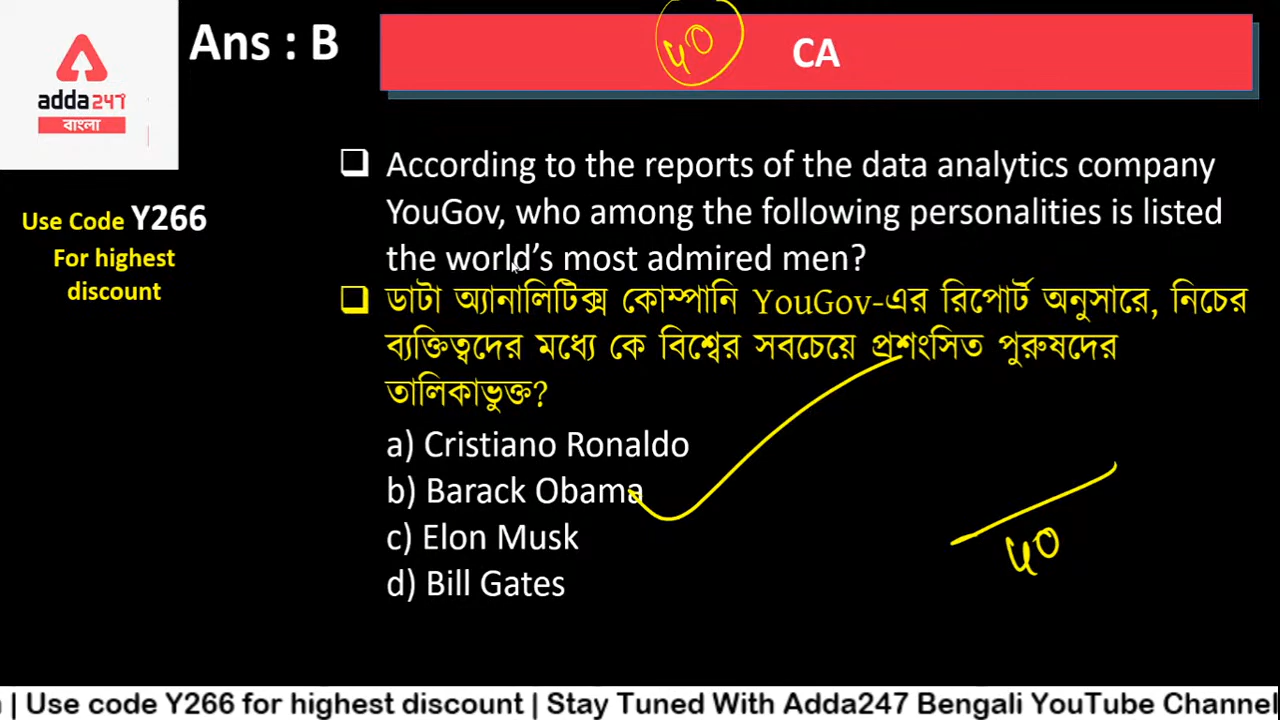 Ans : B
৫০
CA
adda247
বাংলা
Use Code Y266
For highest
discount
❑ According to the reports of the data analytics company
YouGov, who among the following personalities is listed
the world's most admired men?
❑ ডাটা অ্যানালিটিক্স কোম্পানি YouGov-এর রিপোর্ট অনুসারে, নিচের
ব্যক্তিত্বদের মধ্যে কে বিশ্বের সবচেয়ে প্রশংসিত পুরুষদের
তালিকাভুক্ত?
a) Cristiano Ronaldo
b) Barack Obama
c) Elon Musk
d) Bill Gates
৫০
| Use code Y266 for highest discount | Stay Tuned With Adda247 Bengali YouTube Channel